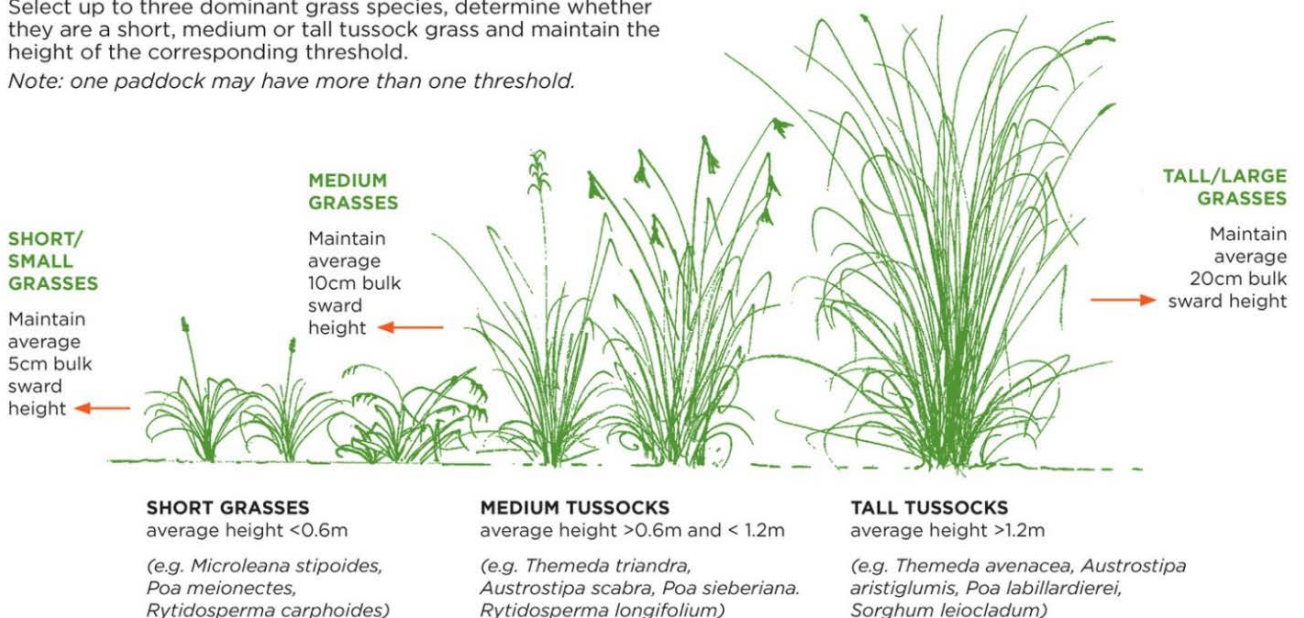 Select up to three dominant grass species, determine whether
they are a short, medium or tall tussock grass and maintain the
height of the corresponding threshold.
Note: one paddock may have more than one threshold.
SHORT/
SMALL
GRASSES
Maintain
average
5cm bulk
sward
height
MEDIUM
GRASSES
Maintain
average
10cm bulk
sward
height
TALL/LARGE
GRASSES
Maintain
average
20cm bulk
sward height
SHORT GRASSES
average height <0.6m
(e.g. Microleana stipoides,
Poa meionectes,
Rytidosperma carphoides)
MEDIUM TUSSOCKS
average height >0.6m and < 1.2m
(e.g. Themeda triandra,
Austrostipa scabra, Poa sieberiana.
Rytidosperma longifolium)
TALL TUSSOCKS
average height >1.2m
(e.g. Themeda avenacea, Austrostipa
aristiglumis, Poa labillardierei,
Sorghum leiocladum)